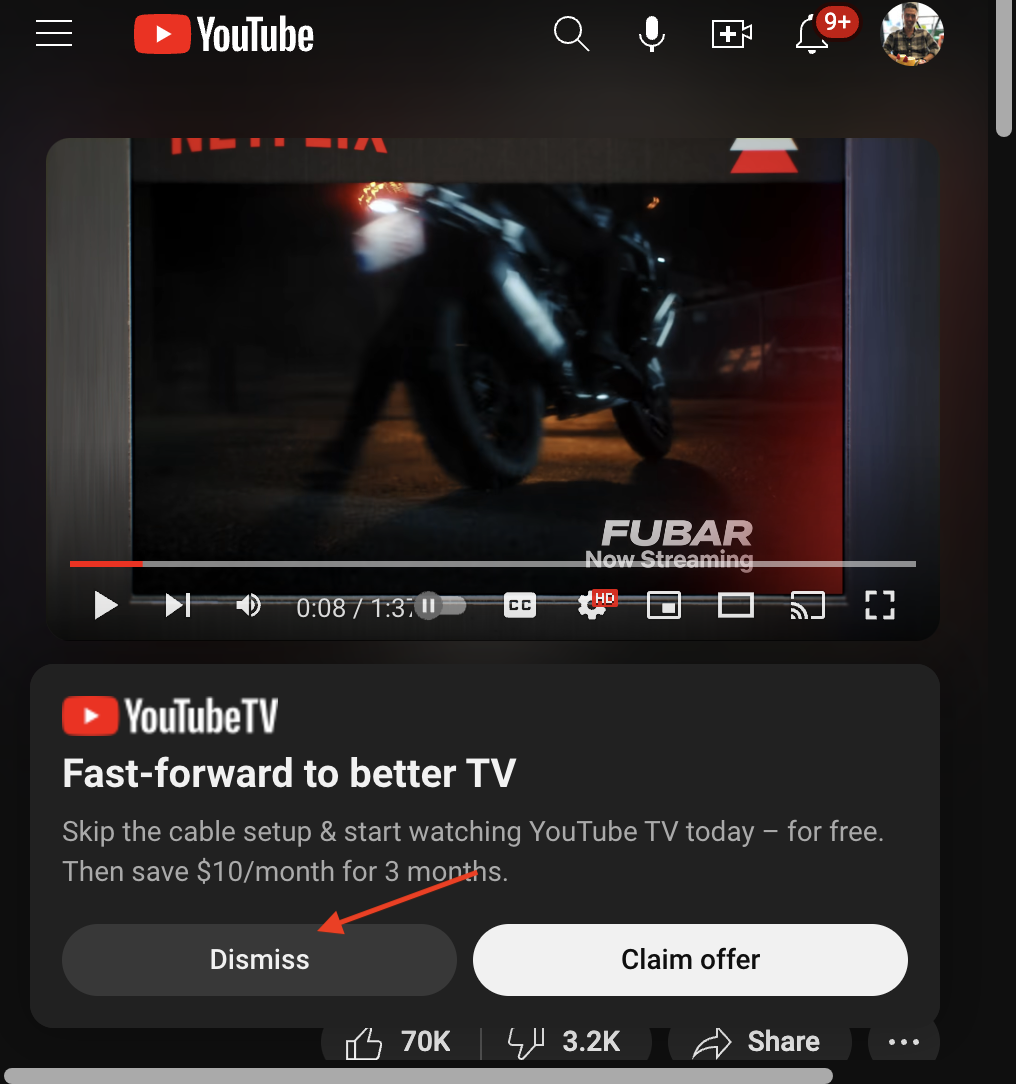 YouTube
9+
NETFLIX
FUBAR
Now Streaming
0:08 / 1:37
CC
HD
YouTubeTV
Fast-forward to better TV
Skip the cable setup & start watching YouTube TV today – for free.
Then save $10/month for 3 months.
Dismiss
Claim offer
70K
3.2K
Share